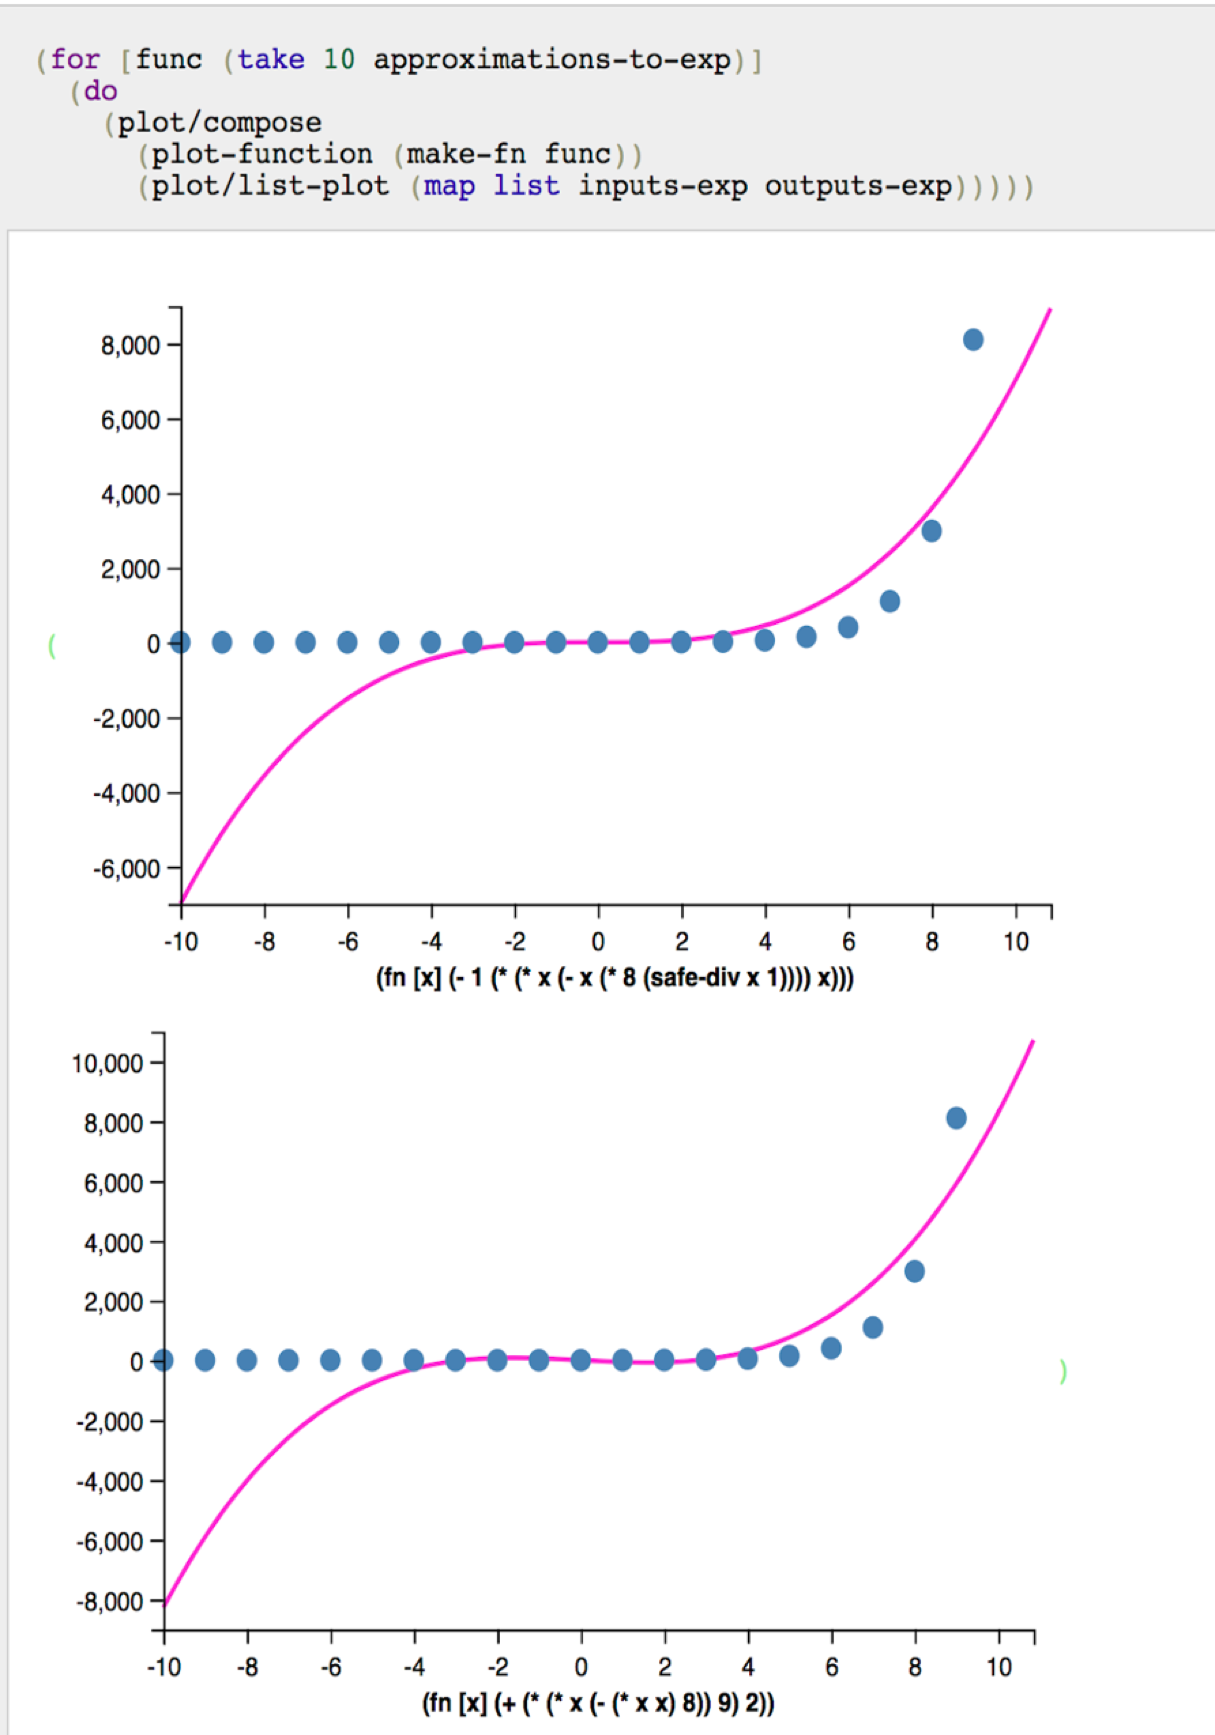 (for [func (take 10 approximations-to-exp)]
(do
(plot/compose
(plot-function (make-fn func))
(plot/list-plot (map list inputs-exp outputs-exp)))))
8,000
6,000
4,000
2,000
0
-2,000
-4,000
-6,000
(
-10 -8 -6 -4 -2 0 2 4 6 8 10
(fn [x] (- 1 (* (* x (- x (* 8 (safe-div x 1)))) x)))
10,000
8,000
6,000
4,000
2,000
0
-2,000
-4,000
-6,000
-8,000
)
-10 -8 -6 -4 -2 0 2 4 6 8 10
(fn [x] (+ (* (* x (- (* x x) 8)) 9) 2))